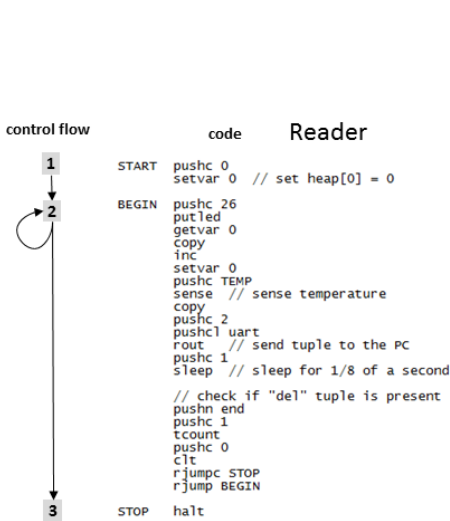 control flow code Reader
1
START pushc 0
setvar 0 // set heap[0] = 0
2
BEGIN pushc 26
putled
getvar 0
copy
inc
setvar 0
pushc TEMP
sense // sense temperature
copy
pushc 2
pushcl uart
rout // send tuple to the PC
pushc 1
sleep // sleep for 1/8 of a second
// check if "del" tuple is present
pushn end
pushc 1
tcount
pushc 0
clt
rjumpc STOP
rjump BEGIN
3
STOP halt